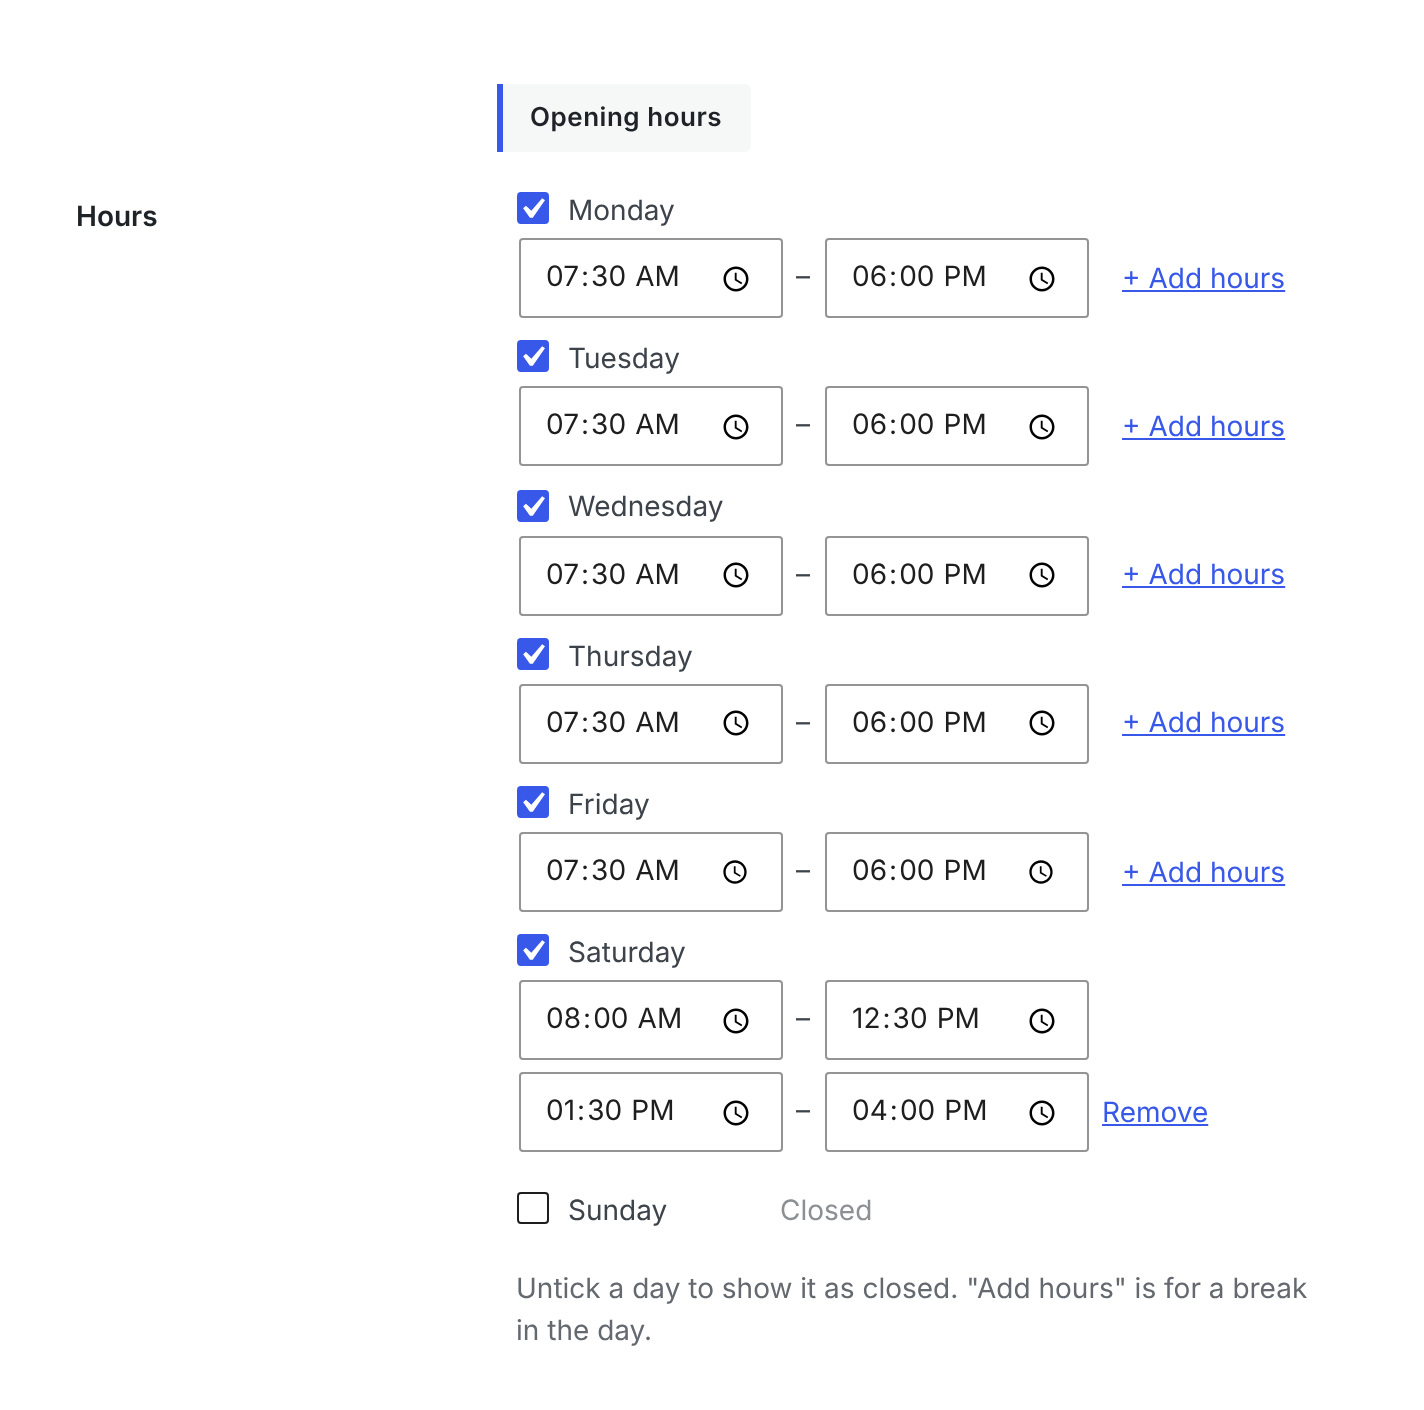 Opening hours
Hours
Monday
07:30 AM – 06:00 PM + Add hours
Tuesday
07:30 AM – 06:00 PM + Add hours
Wednesday
07:30 AM – 06:00 PM + Add hours
Thursday
07:30 AM – 06:00 PM + Add hours
Friday
07:30 AM – 06:00 PM + Add hours
Saturday
08:00 AM – 12:30 PM
01:30 PM – 04:00 PM Remove
Sunday Closed
Untick a day to show it as closed. "Add hours" is for a break
in the day.